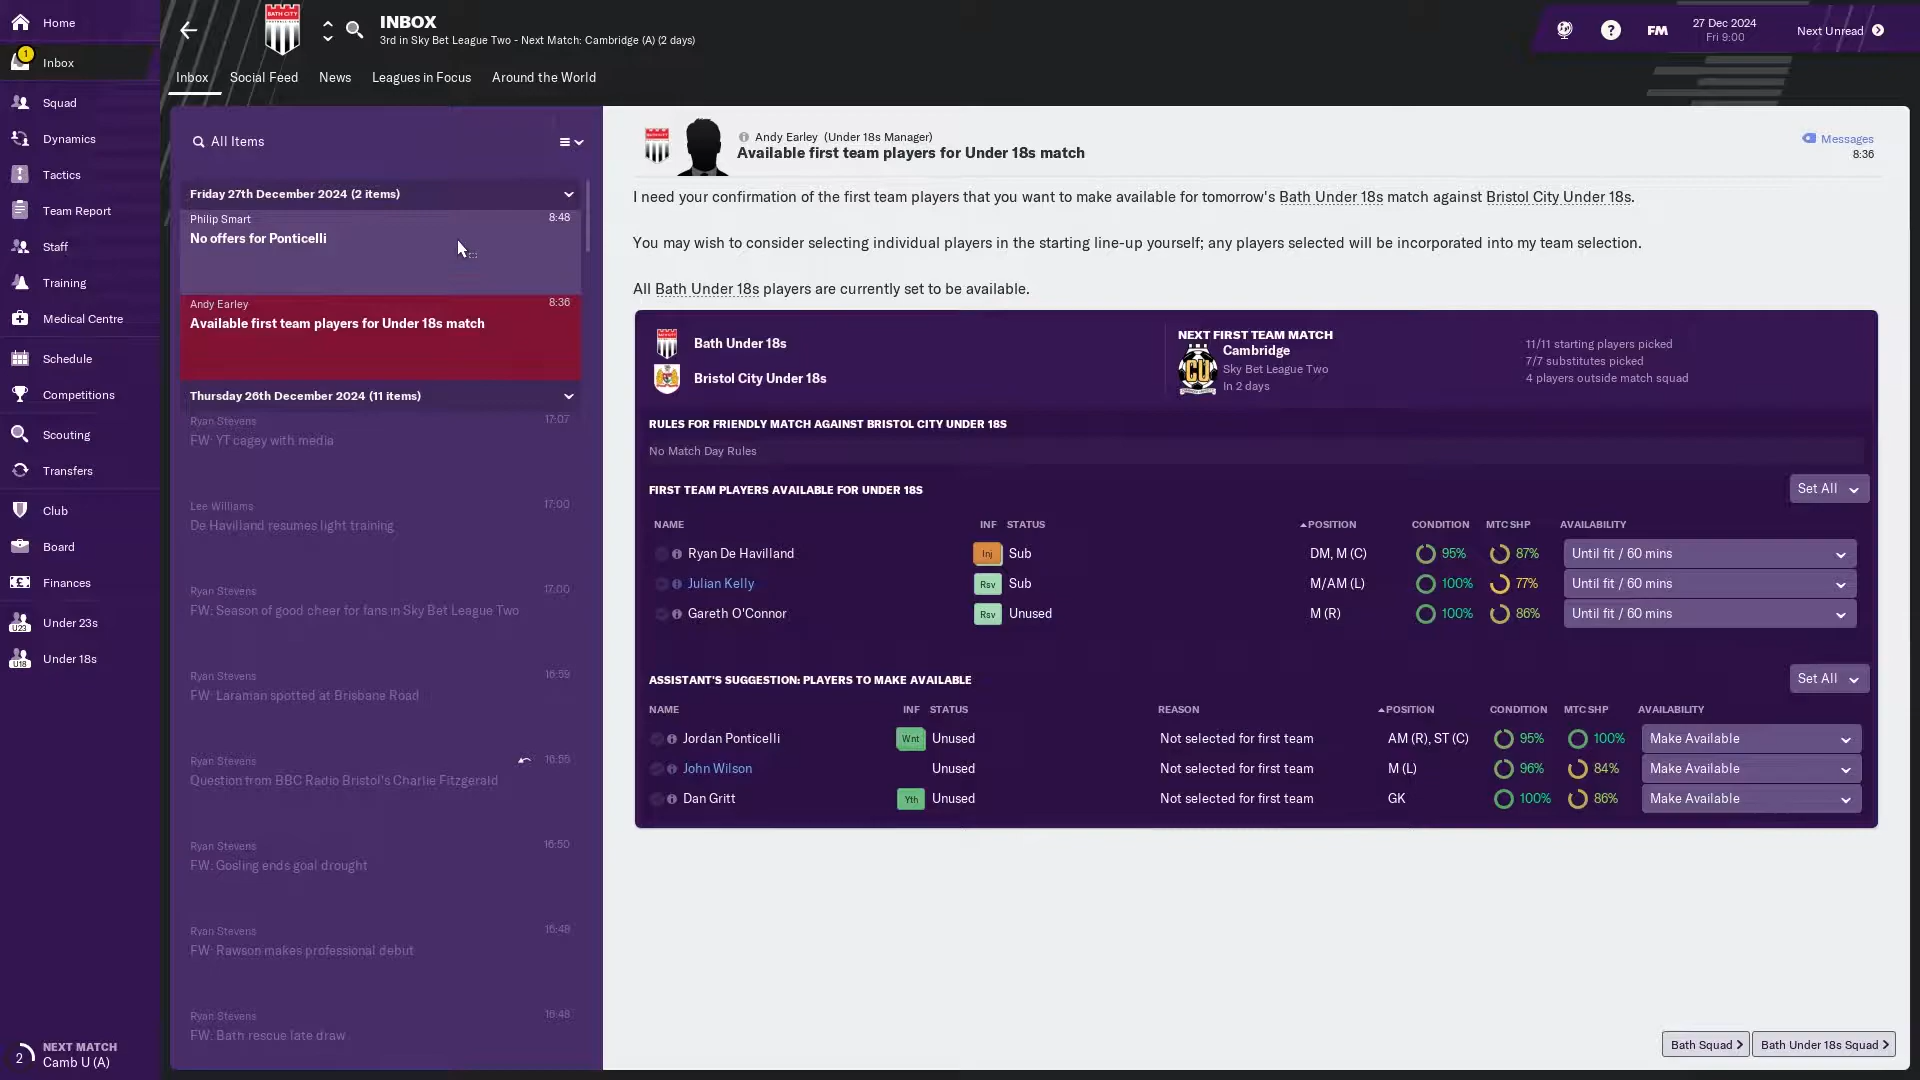 Home
1
Inbox
Squad
Dynamics
Tactics
Team Report
Staff
Training
Medical Centre
Schedule
Competitions
Scouting
Transfers
Club
Board
Finances
U23
Under 23s
U18
Under 18s
2
NEXT MATCH
Camb U (A)
BATH CITY
INBOX
3rd in Sky Bet League Two - Next Match: Cambridge (A) (2 days)
FM
27 Dec 2024
Fri 9:00
Next Unread
Inbox
Social Feed
News
Leagues in Focus
Around the World
All Items
Friday 27th December 2024 (2 items)
Philip Smart
8:48
No offers for Ponticelli
Andy Earley
8:36
Available first team players for Under 18s match
Thursday 26th December 2024 (11 items)
Ryan Stevens
17:07
FW: YT cagey with media
Lee Williams
17:00
De Havilland resumes light training
Ryan Stevens
17:00
FW: Season of good cheer for fans in Sky Bet League Two
Ryan Stevens
16:59
FW: Laraman spotted at Brisbane Road
Ryan Stevens
16:56
Question from BBC Radio Bristol's Charlie Fitzgerald
Ryan Stevens
16:50
FW: Gosling ends goal drought
Ryan Stevens
16:48
FW: Rawson makes professional debut
Ryan Stevens
16:48
FW: Bath rescue late draw
Andy Earley (Under 18s Manager)
Available first team players for Under 18s match
Messages
8:36
I need your confirmation of the first team players that you want to make available for tomorrow's Bath Under 18s match against Bristol City Under 18s.
You may wish to consider selecting individual players in the starting line-up yourself; any players selected will be incorporated into my team selection.
All Bath Under 18s players are currently set to be available.
Bath Under 18s
Bristol City Under 18s
NEXT FIRST TEAM MATCH
CU
Cambridge
Sky Bet League Two
In 2 days
11/11 starting players picked
7/7 substitutes picked
4 players outside match squad
RULES FOR FRIENDLY MATCH AGAINST BRISTOL CITY UNDER 18S
No Match Day Rules
FIRST TEAM PLAYERS AVAILABLE FOR UNDER 18S
Set All
NAME INF STATUS POSITION CONDITION MTC SHP AVAILABILITY
Ryan De Havilland Inj Sub DM, M (C) 95% 87% Until fit / 60 mins
Julian Kelly Rsv Sub M/AM (L) 100% 77% Until fit / 60 mins
Gareth O'Connor Rsv Unused M (R) 100% 86% Until fit / 60 mins
ASSISTANT'S SUGGESTION: PLAYERS TO MAKE AVAILABLE
Set All
NAME INF STATUS REASON POSITION CONDITION MTC SHP AVAILABILITY
Jordan Ponticelli Wnt Unused Not selected for first team AM (R), ST (C) 95% 100% Make Available
John Wilson Unused Not selected for first team M (L) 96% 84% Make Available
Dan Gritt Yth Unused Not selected for first team GK 100% 86% Make Available
Bath Squad
Bath Under 18s Squad